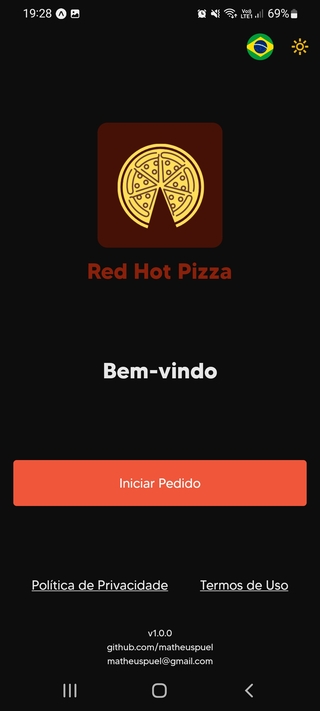 19:28
Vo))
LTE1
69%
Red Hot Pizza
Bem-vindo
Iniciar Pedido
Política de Privacidade
Termos de Uso
v1.0.0
github.com/matheuspuel
matheuspuel@gmail.com